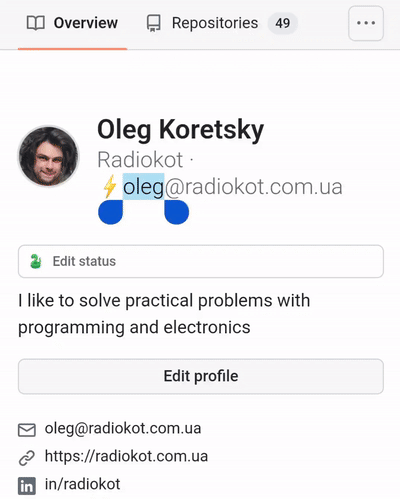 Overview Repositories 49 ...
Oleg Koretsky
Radiokot ·
⚡oleg@radiokot.com.ua
Edit status
I like to solve practical problems with
programming and electronics
Edit profile
oleg@radiokot.com.ua
https://radiokot.com.ua
in in/radiokot